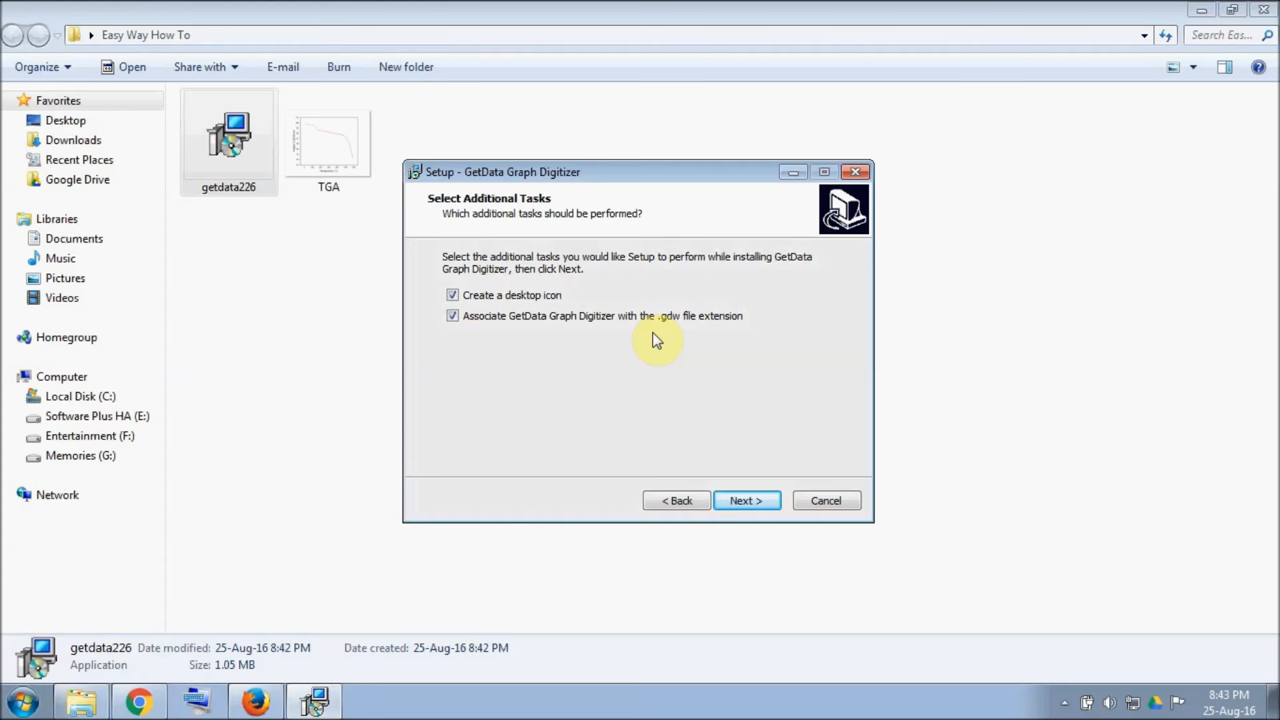 Easy Way How To
Search Eas...
Organize
Open
Share with
E-mail
Burn
New folder
Favorites
Desktop
Downloads
Recent Places
Google Drive
Libraries
Documents
Music
Pictures
Videos
Homegroup
Computer
Local Disk (C:)
Software Plus HA (E:)
Entertainment (F:)
Memories (G:)
Network
getdata226
TGA
Setup - GetData Graph Digitizer
Select Additional Tasks
Which additional tasks should be performed?
Select the additional tasks you would like Setup to perform while installing GetData
Graph Digitizer, then click Next.
Create a desktop icon
Associate GetData Graph Digitizer with the .gdw file extension
< Back
Next >
Cancel
getdata226 Date modified: 25-Aug-16 8:42 PM Date created: 25-Aug-16 8:42 PM
Application Size: 1.05 MB
8:43 PM
25-Aug-16